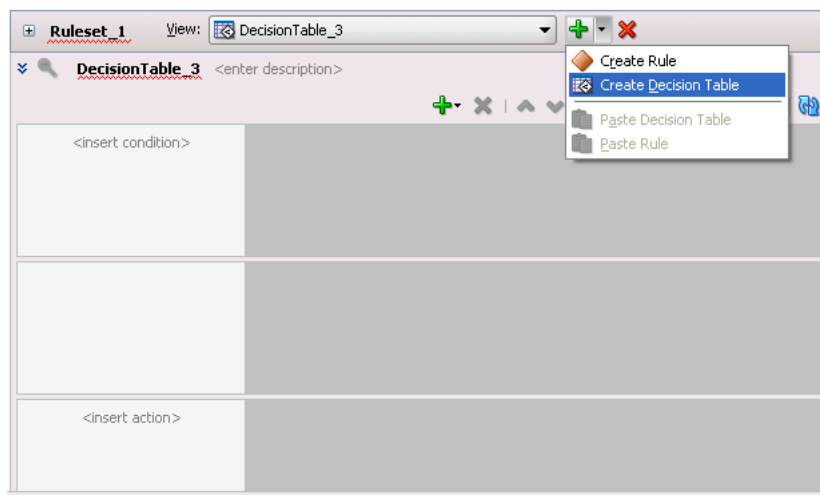 Ruleset_1 View: DecisionTable_3
Create Rule
DecisionTable_3 <enter description>
Create Decision Table
Paste Decision Table
<insert condition>
Paste Rule
<insert action>